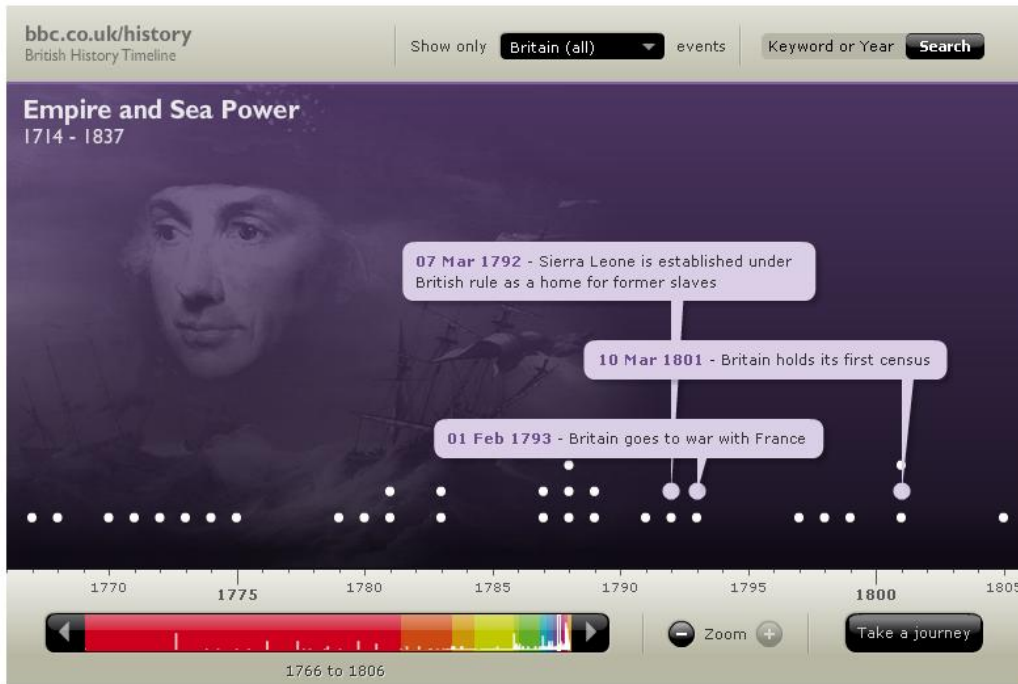 bbc.co.uk/history
British History Timeline
Show only Britain (all) events
Keyword or Year Search
Empire and Sea Power
1714 - 1837
07 Mar 1792 - Sierra Leone is established under
British rule as a home for former slaves
10 Mar 1801 - Britain holds its first census
01 Feb 1793 - Britain goes to war with France
1770 1775 1780 1785 1790 1795 1800 1805
Zoom
Take a journey
1766 to 1806